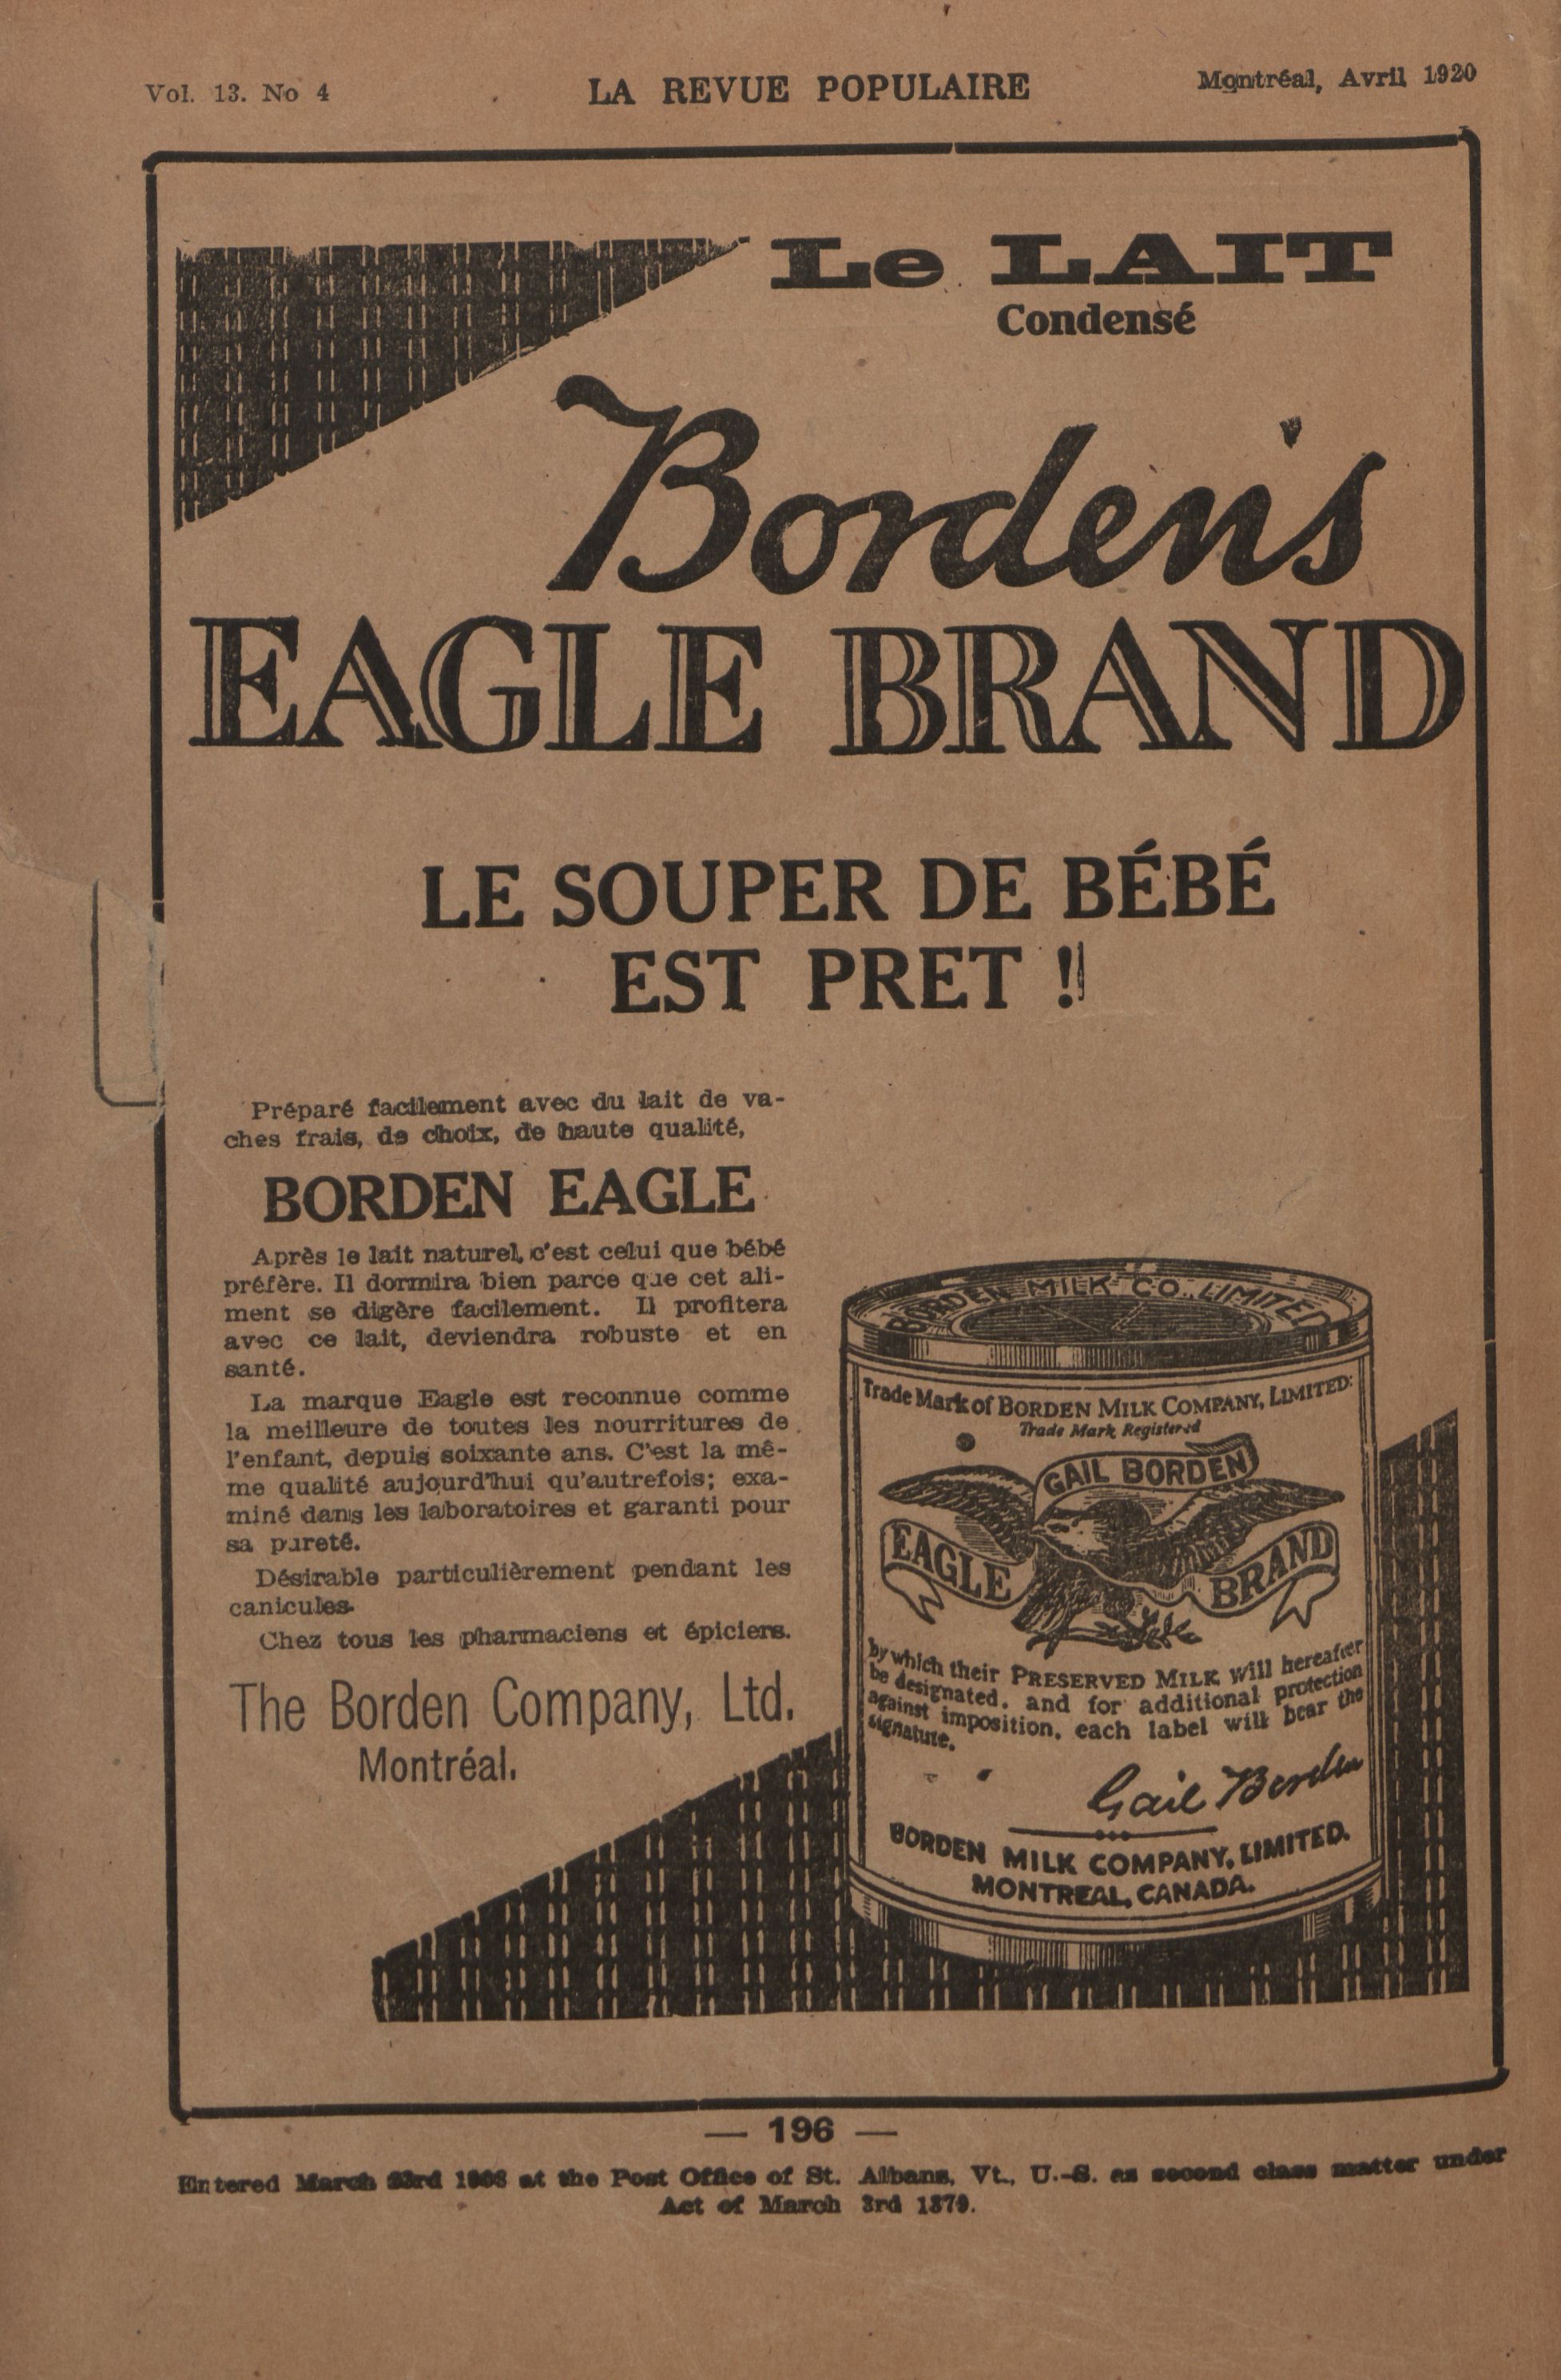 Vol. 13. No 4 LA REVUE POPULAIRE Montréal, Avril 1920
Le LAIT
Condensé
Borden's
EAGLE BRAND
LE SOUPER DE BÉBÉ
EST PRET !!
Préparé facilement avec du lait de va-
ches frais, de choix, de haute qualité,
BORDEN EAGLE
Après le lait naturel, c'est celui que bébé
préfère. Il dormira bien parce que cet ali-
ment se digère facilement. Il profitera
avec ce lait, deviendra robuste et en
santé.
La marque Eagle est reconnue comme
la meilleure de toutes les nourritures de
l'enfant, depuis soixante ans. C'est la mê-
me qualité aujourd'hui qu'autrefois; exa-
miné dans les laboratoires et garanti pour
sa pureté.
Désirable particulièrement pendant les
canicules.
Chez tous les pharmaciens et épiciers.
The Borden Company, Ltd.
Montréal.
BORDEN MILK CO., LIMITED
Trade Mark of BORDEN MILK COMPANY, LIMITED:
Trade Mark Registered
GAIL BORDEN
EAGLE BRAND
by which their PRESERVED MILK will hereafter
be designated, and for additional protection
against imposition, each label will bear the
signature.
Gail Borden
BORDEN MILK COMPANY, LIMITED.
MONTREAL, CANADA.
— 196 —
Entered March 23rd 1908 at the Post Office of St. Albans, Vt., U.-S. as second class matter under
Act of March 3rd 1879.